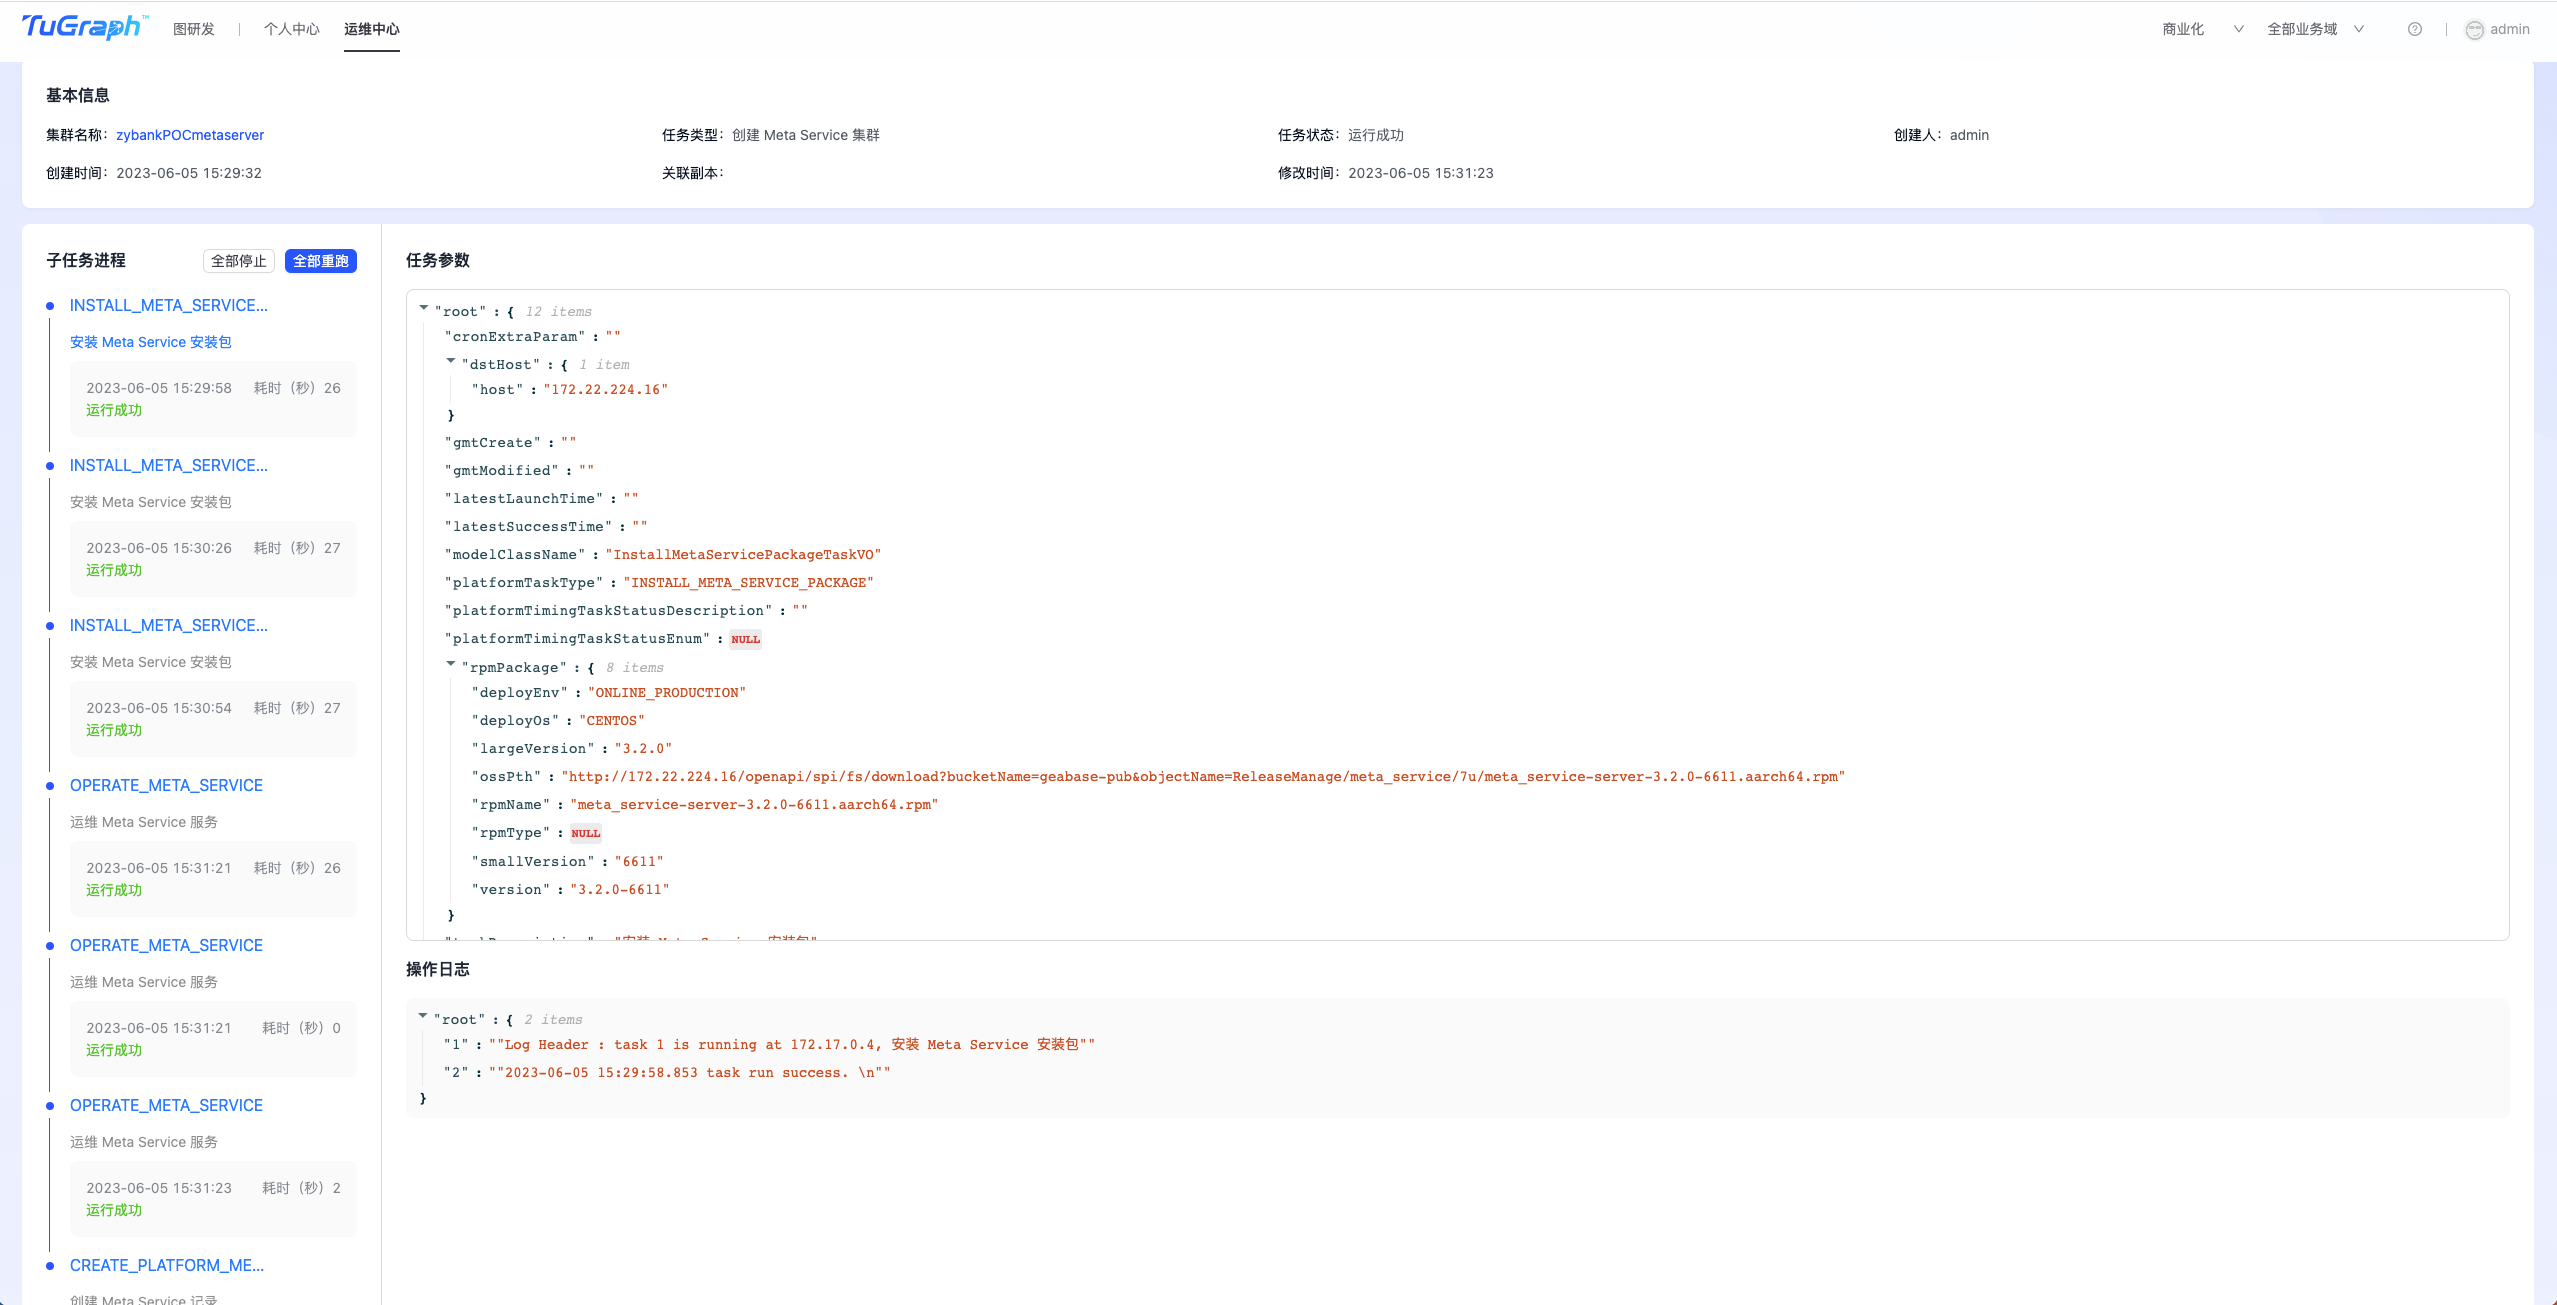 TuGraph™ 图研发 | 个人中心 运维中心 商业化 全部业务域 | admin
基本信息
集群名称: zybankPOCmetaserver 任务类型: 创建 Meta Service 集群 任务状态: 运行成功 创建人: admin
创建时间: 2023-06-05 15:29:32 关联副本: 修改时间: 2023-06-05 15:31:23
子任务进程 全部停止 全部重跑
INSTALL_META_SERVICE...
安装 Meta Service 安装包
2023-06-05 15:29:58 耗时（秒）26
运行成功
INSTALL_META_SERVICE...
安装 Meta Service 安装包
2023-06-05 15:30:26 耗时（秒）27
运行成功
INSTALL_META_SERVICE...
安装 Meta Service 安装包
2023-06-05 15:30:54 耗时（秒）27
运行成功
OPERATE_META_SERVICE
运维 Meta Service 服务
2023-06-05 15:31:21 耗时（秒）26
运行成功
OPERATE_META_SERVICE
运维 Meta Service 服务
2023-06-05 15:31:21 耗时（秒）0
运行成功
OPERATE_META_SERVICE
运维 Meta Service 服务
2023-06-05 15:31:23 耗时（秒）2
运行成功
CREATE_PLATFORM_ME...
创建 Meta Service 记录
任务参数
"root" : { 12 items
"cronExtraParam" : ""
"dstHost" : { 1 item
"host" : "172.22.224.16"
}
"gmtCreate" : ""
"gmtModified" : ""
"latestLaunchTime" : ""
"latestSuccessTime" : ""
"modelClassName" : "InstallMetaServicePackageTaskVO"
"platformTaskType" : "INSTALL_META_SERVICE_PACKAGE"
"platformTimingTaskStatusDescription" : ""
"platformTimingTaskStatusEnum" : NULL
"rpmPackage" : { 8 items
"deployEnv" : "ONLINE_PRODUCTION"
"deployOs" : "CENTOS"
"largeVersion" : "3.2.0"
"ossPth" : "http://172.22.224.16/openapi/spi/fs/download?bucketName=geabase-pub&objectName=ReleaseManage/meta_service/7u/meta_service-server-3.2.0-6611.aarch64.rpm"
"rpmName" : "meta_service-server-3.2.0-6611.aarch64.rpm"
"rpmType" : NULL
"smallVersion" : "6611"
"version" : "3.2.0-6611"
}
"安装 Meta Service 安装包"
操作日志
"root" : { 2 items
"1" : ""Log Header : task 1 is running at 172.17.0.4, 安装 Meta Service 安装包""
"2" : ""2023-06-05 15:29:58.853 task run success. \n""
}